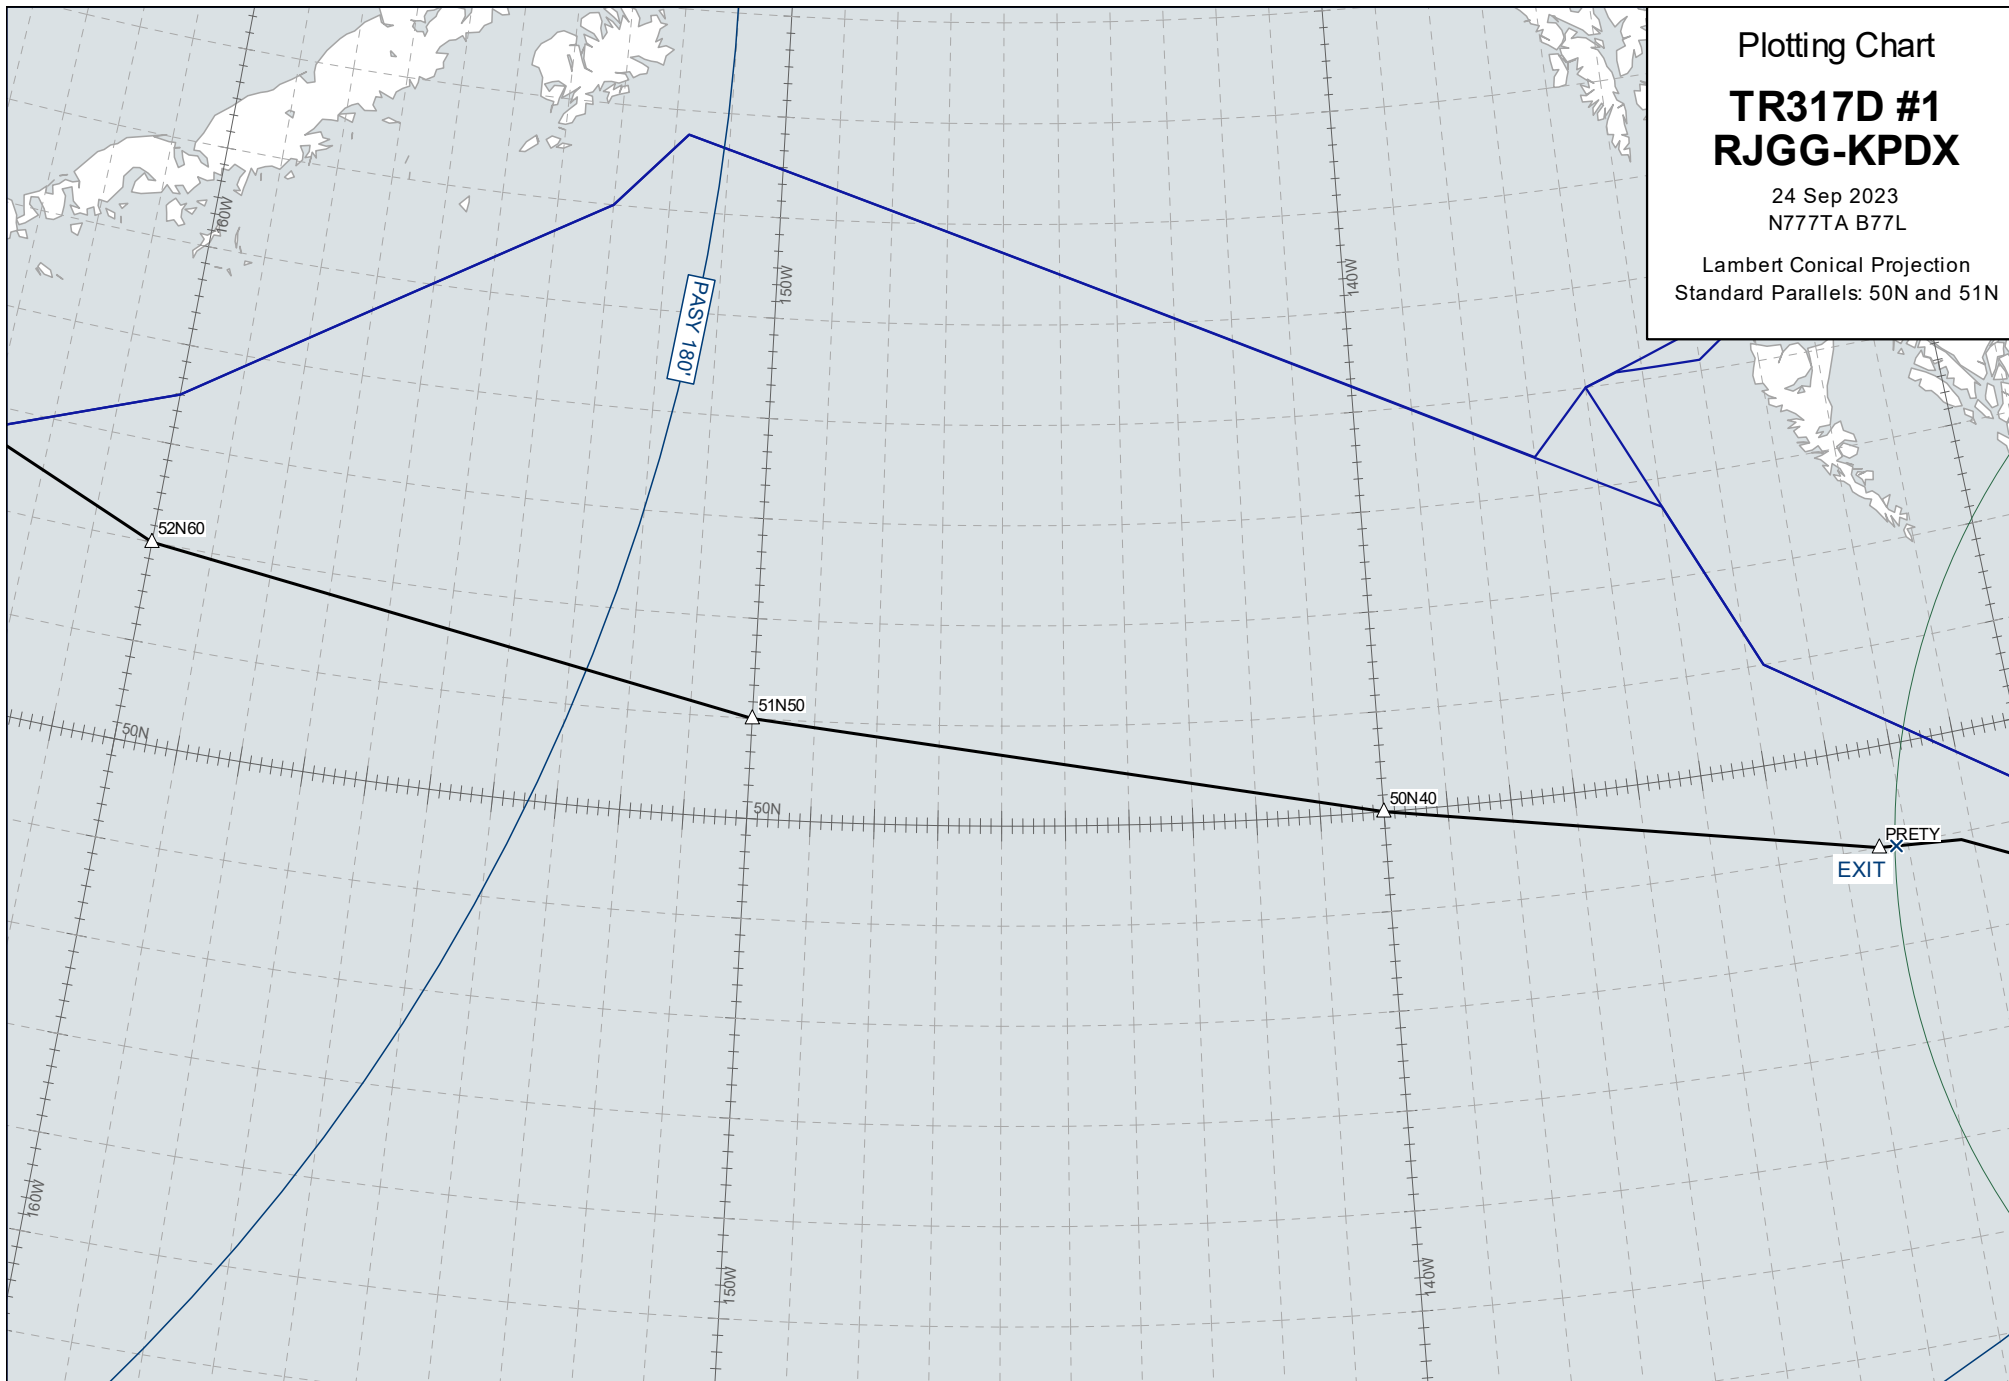 Plotting Chart
TR317D #1
RJGG-KPDX
24 Sep 2023
N777TA B77L
Lambert Conical Projection
Standard Parallels: 50N and 51N
160W
150W
140W
PASY 180'
52N60
51N50
50N
50N
50N40
PRETY
EXIT
160W
150W
140W